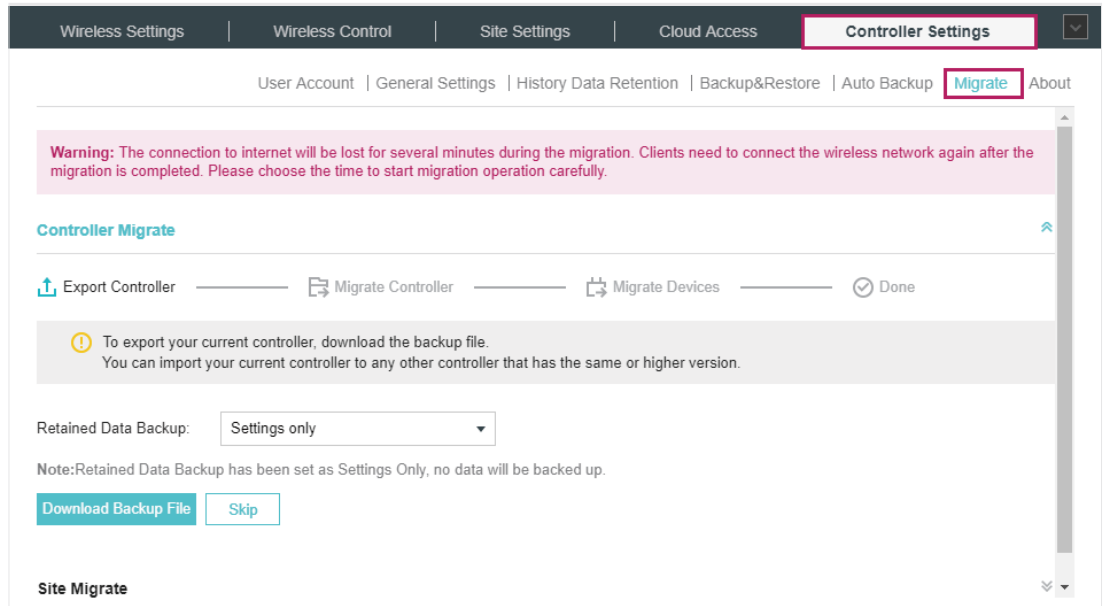 Wireless Settings | Wireless Control | Site Settings | Cloud Access Controller Settings
User Account | General Settings | History Data Retention | Backup&Restore | Auto Backup Migrate About
Warning: The connection to internet will be lost for several minutes during the migration. Clients need to connect the wireless network again after the
migration is completed. Please choose the time to start migration operation carefully.
Controller Migrate
Export Controller Migrate Controller Migrate Devices Done
To export your current controller, download the backup file.
You can import your current controller to any other controller that has the same or higher version.
Retained Data Backup: Settings only
Note:Retained Data Backup has been set as Settings Only, no data will be backed up.
Download Backup File Skip
Site Migrate